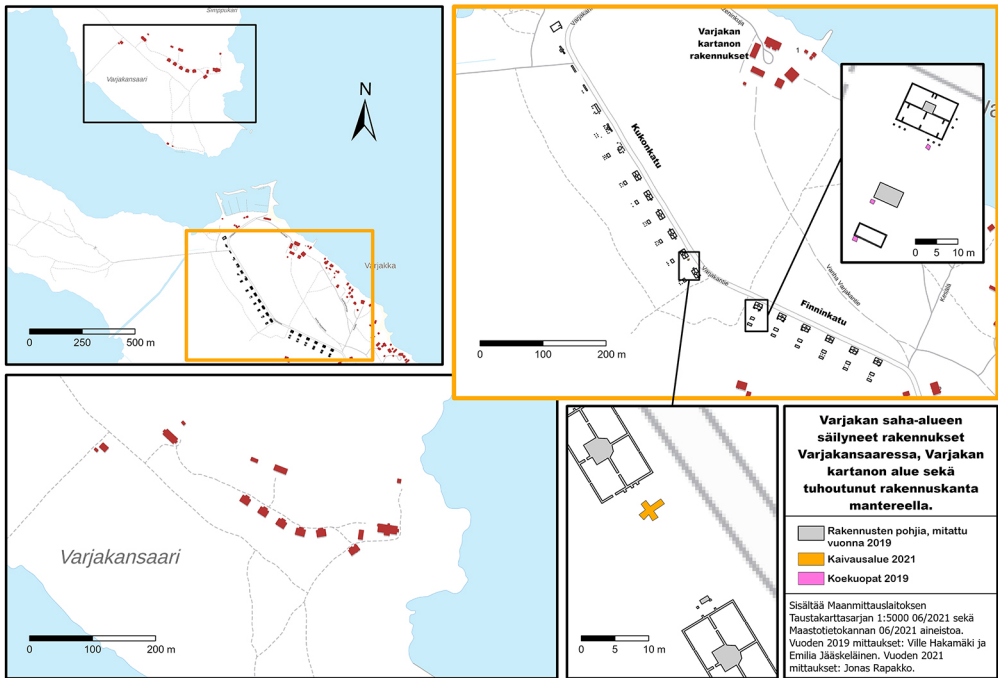 Simppukari
Varjakansaari
N
Varjakka
0 250 500 m
Varjakan
kartanon
rakennukset
Kukonkatu
Varjakantie
Finninkatu
Vanha Varjakantie
0 100 200 m
0 5 10 m
Varjakansaari
0 100 200 m
0 5 10 m
Varjakan saha-alueen
säilyneet rakennukset
Varjakansaaressa, Varjakan
kartanon alue sekä
tuhoutunut rakennuskanta
mantereella.
Rakennusten pohjia, mitattu
vuonna 2019
Kaivausalue 2021
Koekuopat 2019
Sisältää Maanmittauslaitoksen
Taustakarttasarjan 1:5000 06/2021 sekä
Maastotietokannan 06/2021 aineistoa.
Vuoden 2019 mittaukset: Ville Hakamäki ja
Emilia Jääskeläinen. Vuoden 2021
mittaukset: Jonas Rapakko.